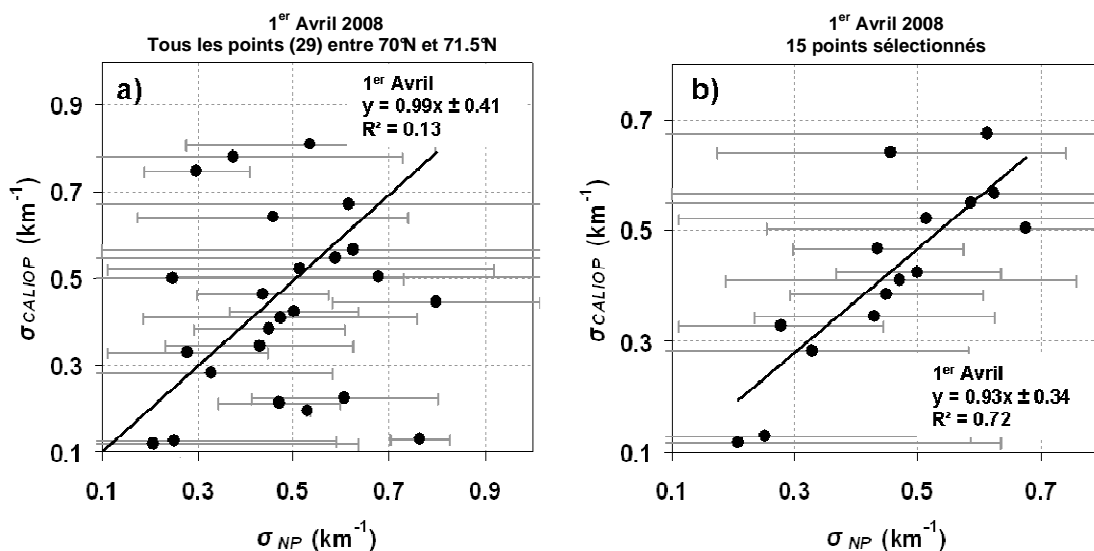 1er Avril 2008
Tous les points (29) entre 70°N et 71.5°N
a)
1er Avril
y = 0.99x ± 0.41
R² = 0.13
0.9
0.7
0.5
0.3
0.1
σCALIOP (km-1)
0.1 0.3 0.5 0.7 0.9
σNP (km-1)
1er Avril 2008
15 points sélectionnés
b)
0.7
0.5
0.3
0.1
σCALIOP (km-1)
1er Avril
y = 0.93x ± 0.34
R² = 0.72
0.1 0.3 0.5 0.7
σNP (km-1)